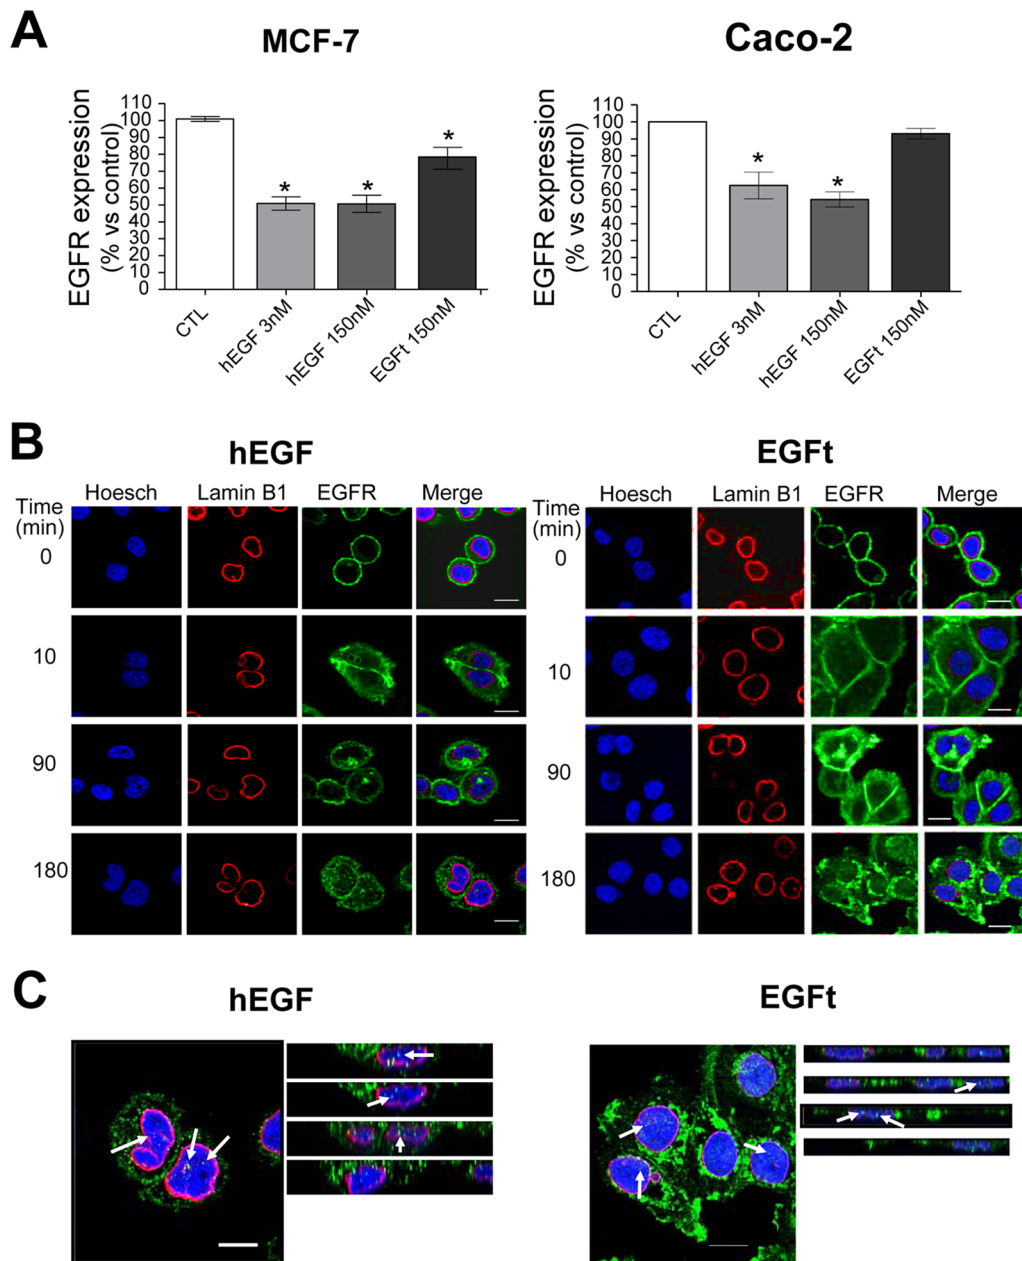 A
MCF-7
Caco-2
EGFR expression
(% vs control)
110
100
90
80
70
60
50
40
30
20
10
0
*
*
*
CTL
hEGF 3nM
hEGF 150nM
EGFt 150nM
EGFR expression
(% vs control)
110
100
90
80
70
60
50
40
30
20
10
0
*
*
CTL
hEGF 3nM
hEGF 150nM
EGFt 150nM
B
hEGF
EGFt
Time
(min)
Hoesch
Lamin B1
EGFR
Merge
0
10
90
180
Time
(min)
Hoesch
Lamin B1
EGFR
Merge
0
10
90
180
C
hEGF
EGFt